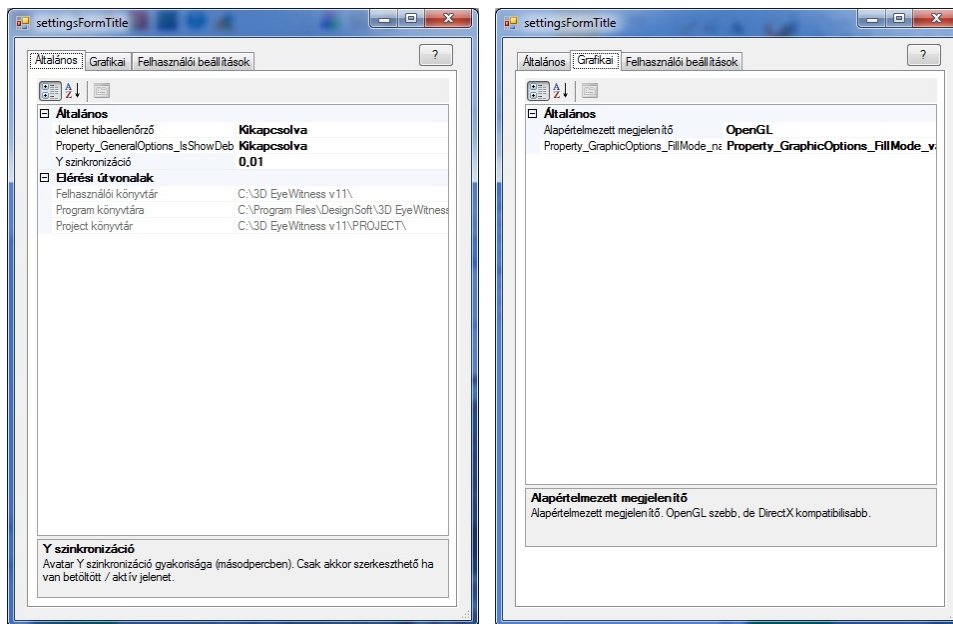 settingsFormTitle
?
Általános Grafikai Felhasználói beállítások
Általános
Jelenet hibaellenőrző Kikapcsolva
Property_GeneralOptions_IsShowDeb Kikapcsolva
Y szinkronizáció 0,01
Elérési útvonalak
Felhasználói könyvtár C:\3D EyeWitness v11\
Program könyvtára C:\Program Files\DesignSoft\3D EyeWitness
Project könyvtár C:\3D EyeWitness v11\PROJECT\
Y szinkronizáció
Avatar Y szinkronizáció gyakorisága (másodpercben). Csak akkor szerkeszthető ha
van betöltött / aktív jelenet.
settingsFormTitle
?
Általános Grafikai Felhasználói beállítások
Általános
Alapértelmezett megjelenítő OpenGL
Property_GraphicOptions_FillMode_na Property_GraphicOptions_FillMode_va
Alapértelmezett megjelenítő
Alapértelmezett megjelenítő. OpenGL szebb, de DirectX kompatibilisabb.